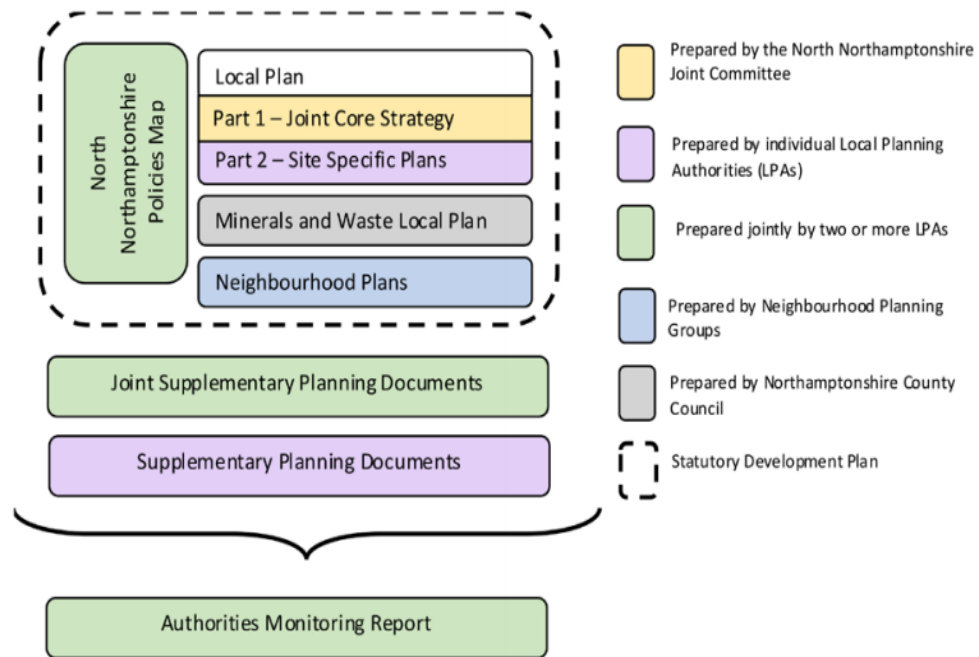 North
Northamptonshire
Policies Map
Local Plan
Part 1 – Joint Core Strategy
Part 2 – Site Specific Plans
Minerals and Waste Local Plan
Neighbourhood Plans
Joint Supplementary Planning Documents
Supplementary Planning Documents
Authorities Monitoring Report
Prepared by the North Northamptonshire
Joint Committee
Prepared by individual Local Planning
Authorities (LPAs)
Prepared jointly by two or more LPAs
Prepared by Neighbourhood Planning
Groups
Prepared by Northamptonshire County
Council
Statutory Development Plan